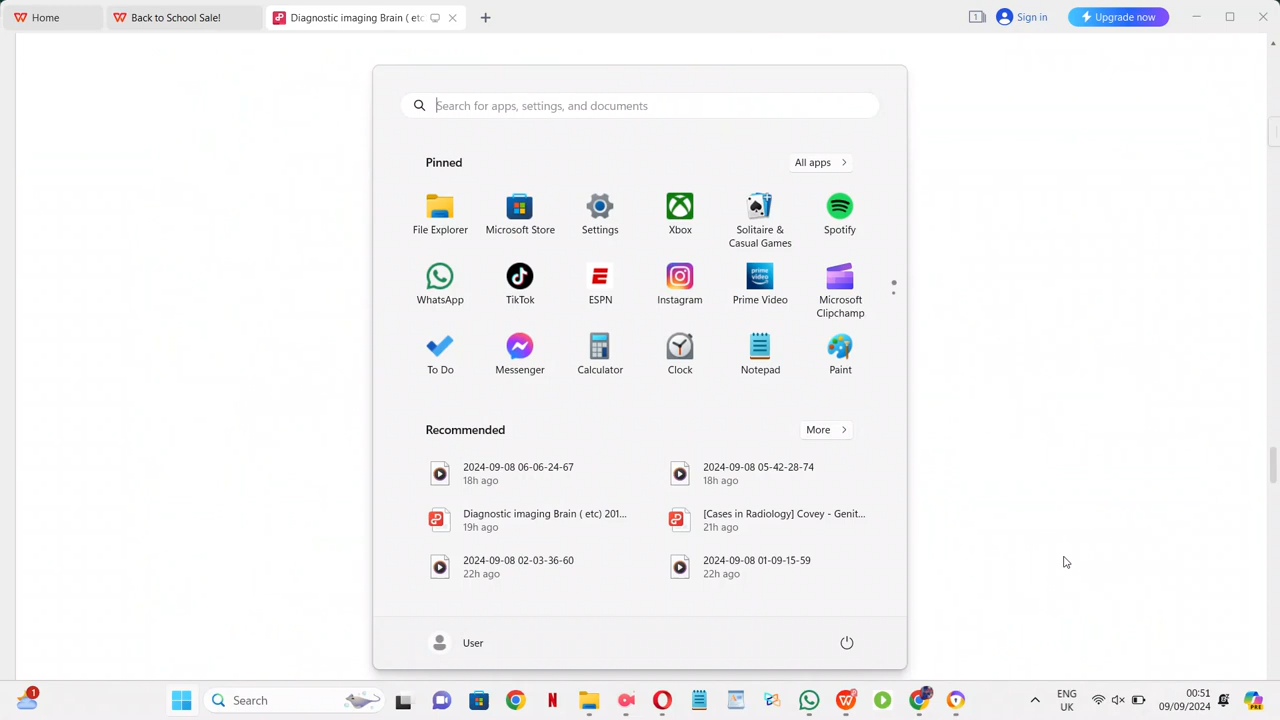 Home
Back to School Sale!
Diagnostic imaging Brain ( etc
1
Sign in
Upgrade now
Search for apps, settings, and documents
Pinned
All apps
File Explorer
Microsoft Store
Settings
Xbox
Solitaire &
Casual Games
Spotify
WhatsApp
TikTok
ESPN
Instagram
Prime Video
Microsoft
Clipchamp
To Do
Messenger
Calculator
Clock
Notepad
Paint
Recommended
More
2024-09-08 06-06-24-67
18h ago
2024-09-08 05-42-28-74
18h ago
Diagnostic imaging Brain ( etc) 201...
19h ago
[Cases in Radiology] Covey - Genit...
21h ago
2024-09-08 02-03-36-60
22h ago
2024-09-08 01-09-15-59
22h ago
User
1
Search
ENG
UK
00:51
09/09/2024